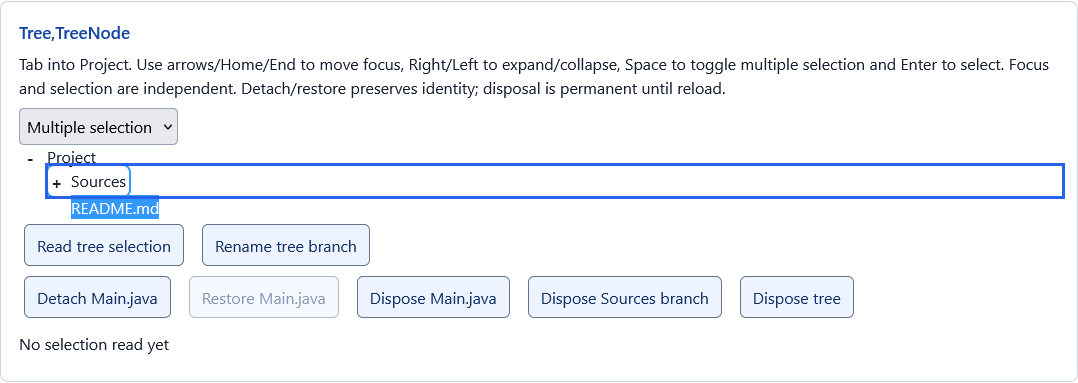 Tree,TreeNode
Tab into Project. Use arrows/Home/End to move focus, Right/Left to expand/collapse, Space to toggle multiple selection and Enter to select. Focus
and selection are independent. Detach/restore preserves identity; disposal is permanent until reload.
Multiple selection
- Project
+ Sources
README.md
Read tree selection Rename tree branch
Detach Main.java Restore Main.java Dispose Main.java Dispose Sources branch Dispose tree
No selection read yet